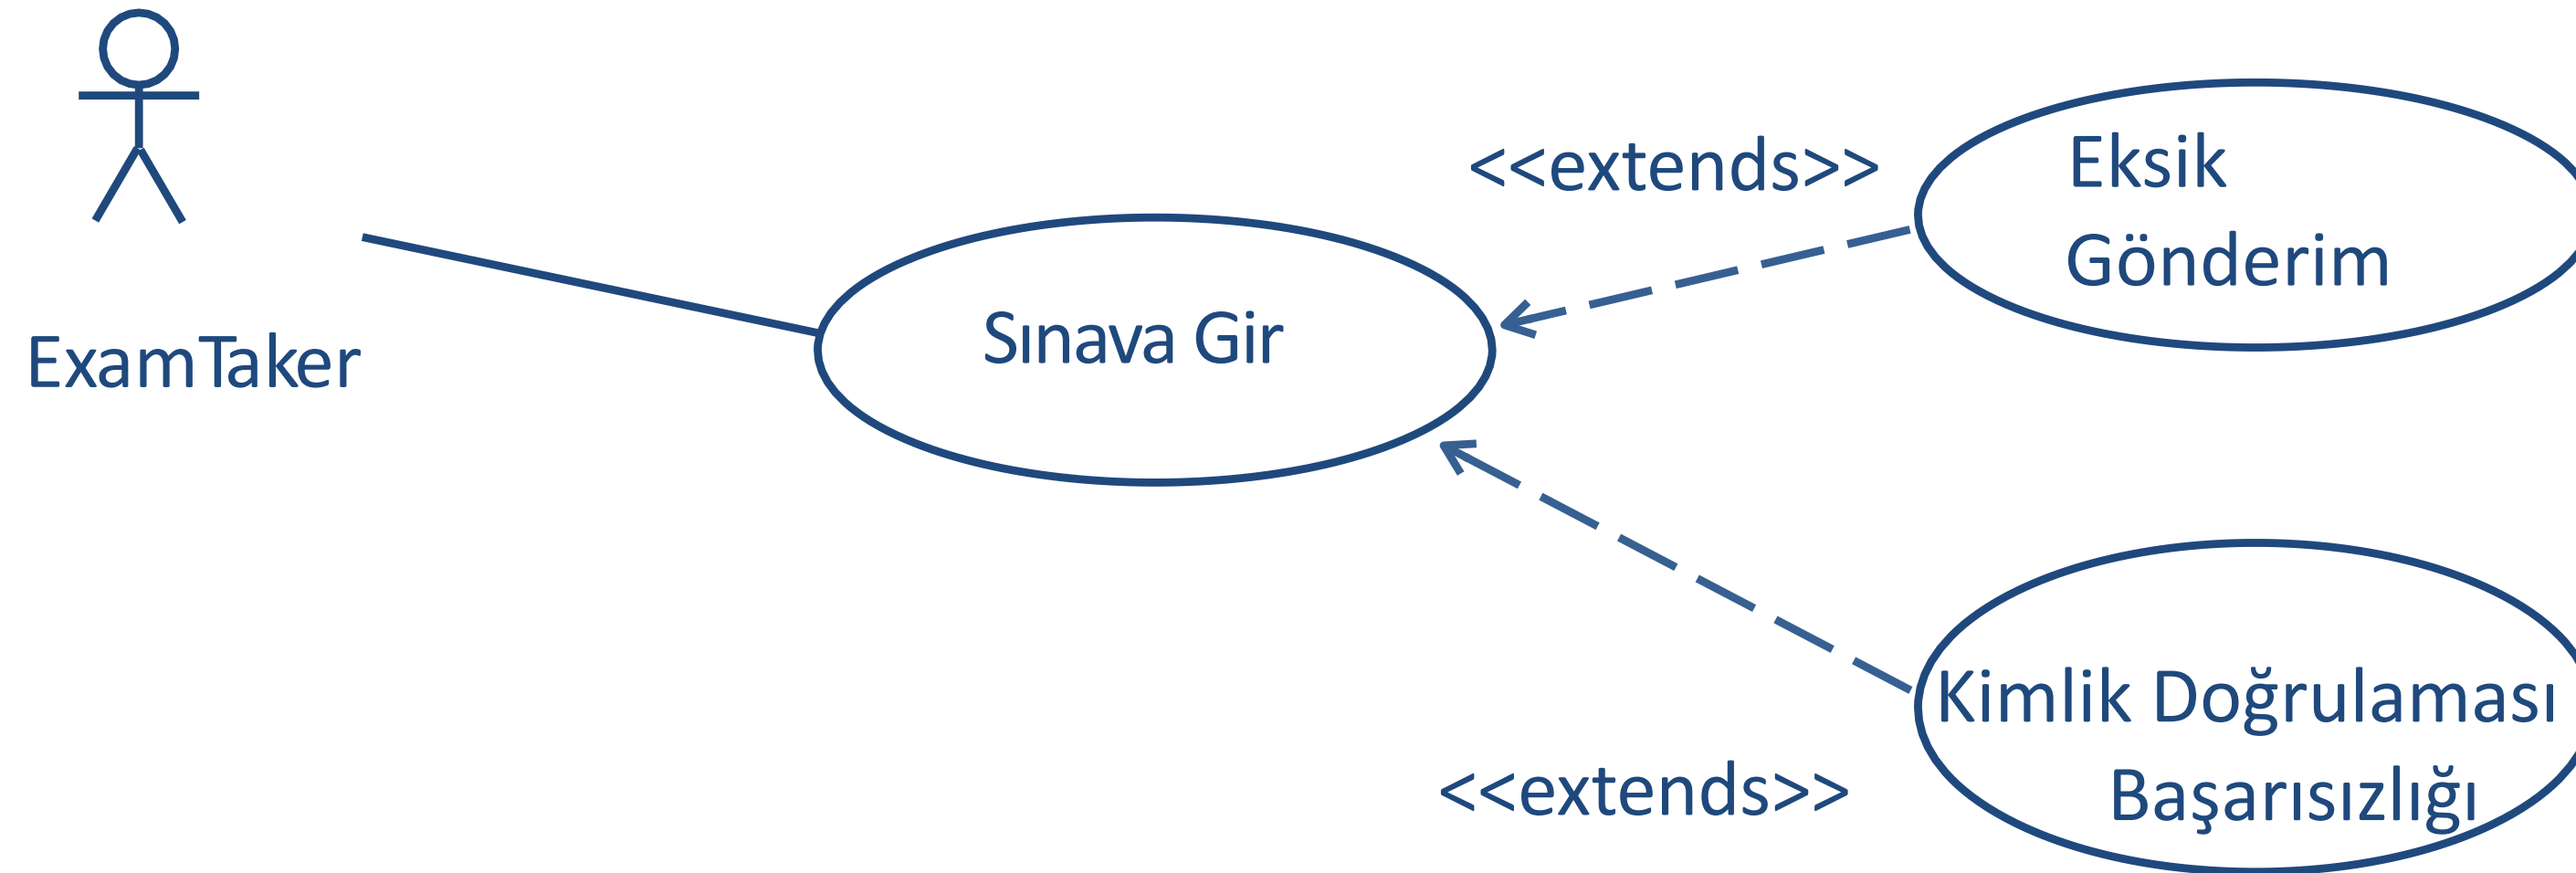 ExamTaker
Sınava Gir
<<extends>>
Eksik
Gönderim
Kimlik Doğrulaması
Başarısızlığı
<<extends>>